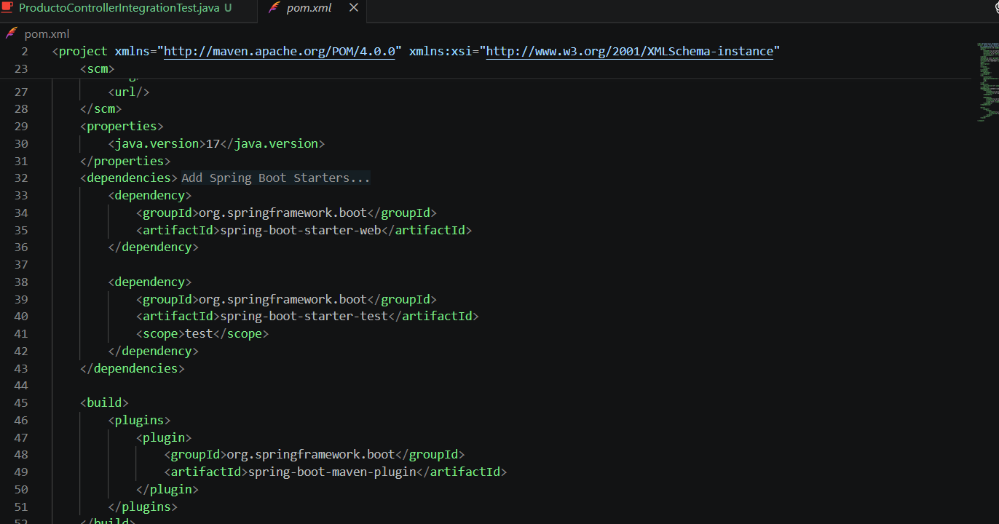 ProductoControllerIntegrationTest.java U
pom.xml
pom.xml
2 <project xmlns="http://maven.apache.org/POM/4.0.0" xmlns:xsi="http://www.w3.org/2001/XMLSchema-instance"
23 <scm>
27 <url/>
28 </scm>
29 <properties>
30 <java.version>17</java.version>
31 </properties>
32 <dependencies> Add Spring Boot Starters...
33 <dependency>
34 <groupId>org.springframework.boot</groupId>
35 <artifactId>spring-boot-starter-web</artifactId>
36 </dependency>
37
38 <dependency>
39 <groupId>org.springframework.boot</groupId>
40 <artifactId>spring-boot-starter-test</artifactId>
41 <scope>test</scope>
42 </dependency>
43 </dependencies>
44
45 <build>
46 <plugins>
47 <plugin>
48 <groupId>org.springframework.boot</groupId>
49 <artifactId>spring-boot-maven-plugin</artifactId>
50 </plugin>
51 </plugins>
52 </build>